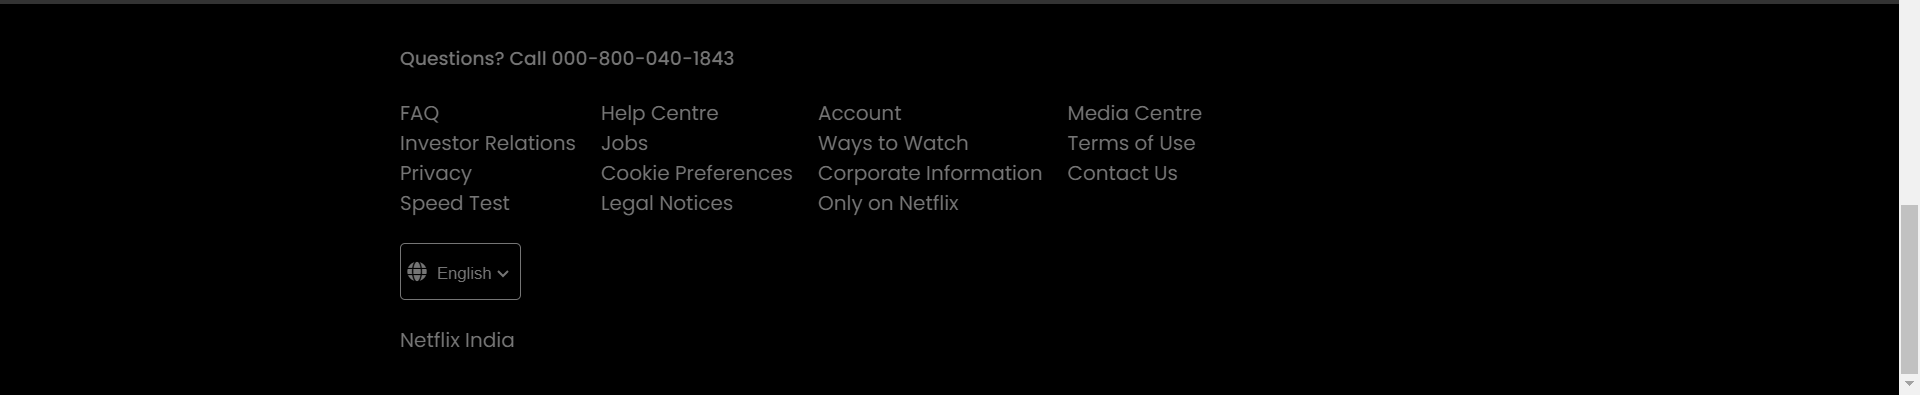 Questions? Call 000-800-040-1843
FAQ
Help Centre
Account
Media Centre
Investor Relations
Jobs
Ways to Watch
Terms of Use
Privacy
Cookie Preferences
Corporate Information
Contact Us
Speed Test
Legal Notices
Only on Netflix
English
Netflix India